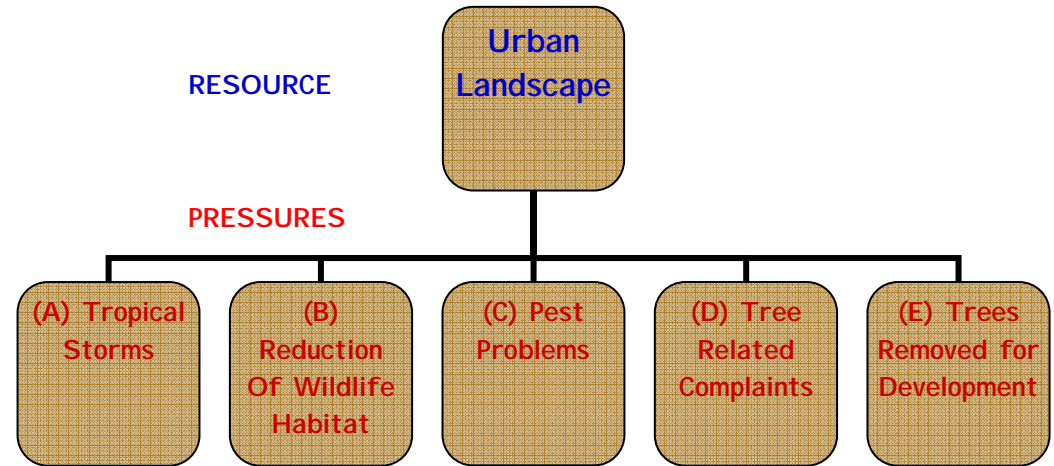 Urban
Landscape
RESOURCE
PRESSURES
(A) Tropical
Storms
(B)
Reduction
Of Wildlife
Habitat
(C) Pest
Problems
(D) Tree
Related
Complaints
(E) Trees
Removed for
Development